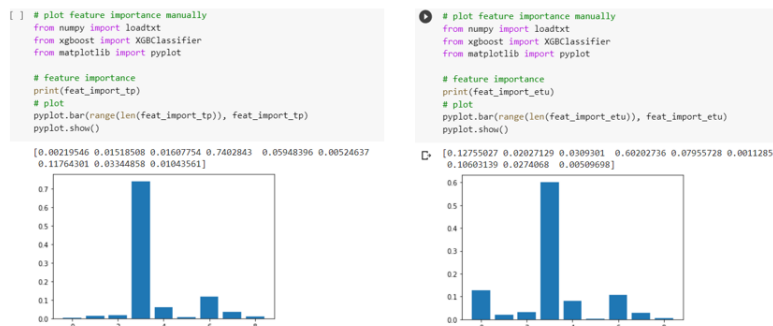 [ ] # plot feature importance manually
from numpy import loadtxt
from xgboost import XGBClassifier
from matplotlib import pyplot
# feature importance
print(feat_import_tp)
# plot
pyplot.bar(range(len(feat_import_tp)), feat_import_tp)
pyplot.show()
[0.00219546 0.01518508 0.01607754 0.7402843 0.05948396 0.00524637
0.11764301 0.03344858 0.01043561]
0.7
0.6
0.5
0.4
0.3
0.2
0.1
0.0
# plot feature importance manually
from numpy import loadtxt
from xgboost import XGBClassifier
from matplotlib import pyplot
# feature importance
print(feat_import_etu)
# plot
pyplot.bar(range(len(feat_import_etu)), feat_import_etu)
pyplot.show()
[0.12755027 0.02027129 0.0309301 0.60202736 0.07955728 0.0011285
0.10603139 0.0274068 0.00509698]
0.6
0.5
0.4
0.3
0.2
0.1
0.0